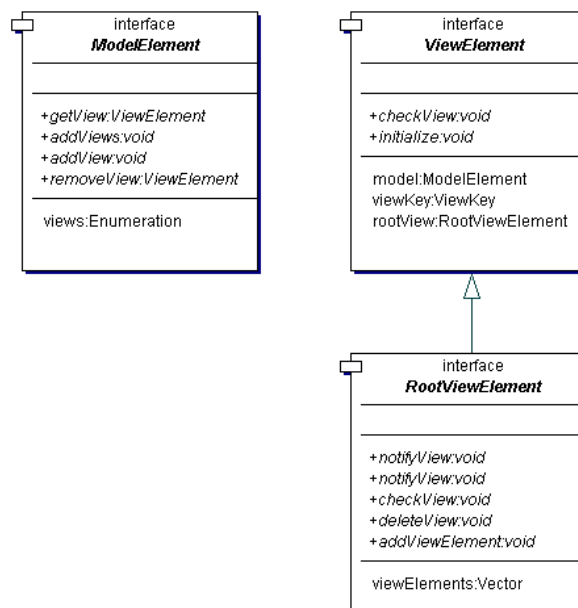 interface
ModelElement
+getView:ViewElement
+addViews:void
+addView:void
+removeView:ViewElement
views:Enumeration
interface
ViewElement
+checkView:void
+initialize:void
model:ModelElement
viewKey:ViewKey
rootView:RootViewElement
interface
RootViewElement
+notifyView:void
+notifyView:void
+checkView:void
+deleteView:void
+addViewElement:void
viewElements:Vector